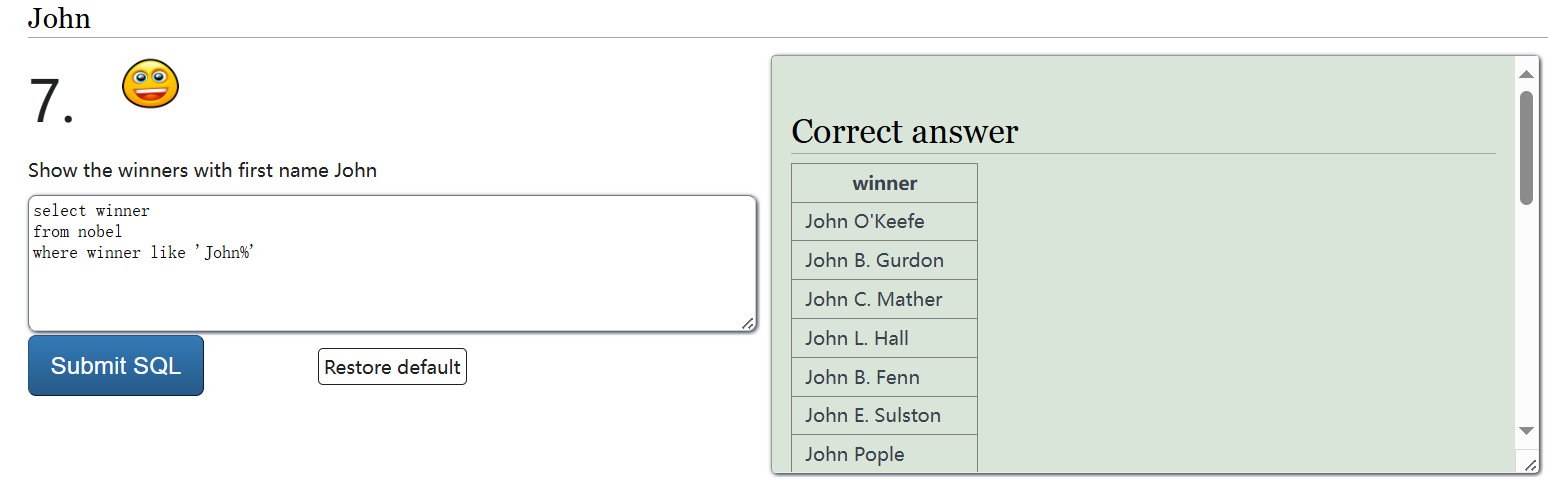 John
7.
Show the winners with first name John
select winner
from nobel
where winner like 'John%'
Submit SQL
Restore default
Correct answer
winner
John O'Keefe
John B. Gurdon
John C. Mather
John L. Hall
John B. Fenn
John E. Sulston
John Pople